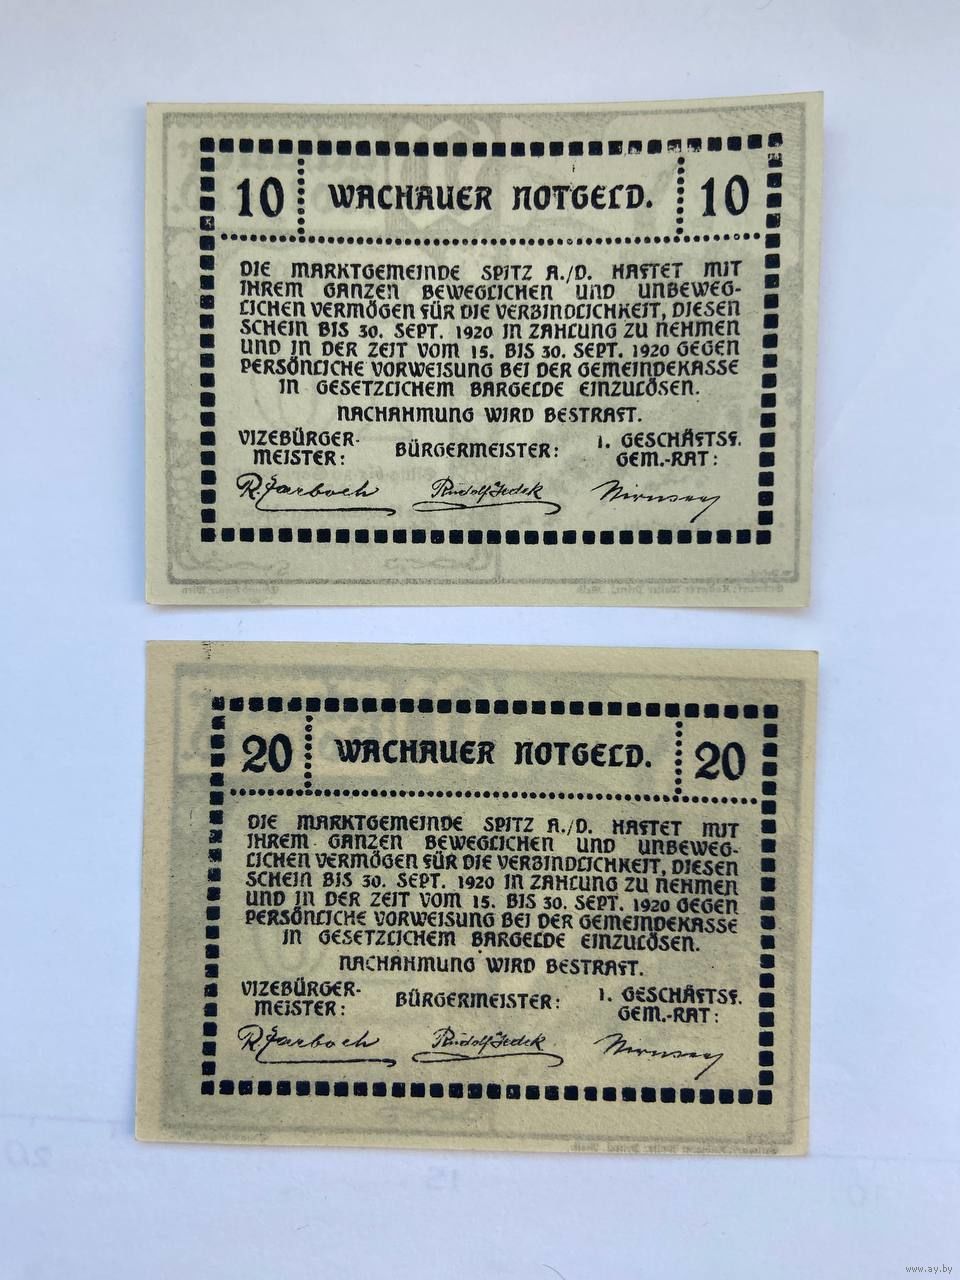 10 WACHAUER NOTGELD. 10
DIE MARKTGEMEINDE SPITZ A./D. HAFTET MIT
IHREM GANZEN BEWEGLICHEN UND UNBEWEG-
LICHEN VERMÖGEN FÜR DIE VERBINDLICHKEIT, DIESEN
SCHEIN BIS 30. SEPT. 1920 IN ZAHLUNG ZU NEHMEN
UND IN DER ZEIT VOM 15. BIS 30. SEPT. 1920 GEGEN
PERSÖNLICHE VORWEISUNG BEI DER GEMEINDEKASSE
IN GESETZLICHEM BARGELDE EINZULÖSEN.
NACHAHMUNG WIRD BESTRAFT.
VIZEBÜRGER-
MEISTER:
BÜRGERMEISTER:
1. GESCHÄFTSF.
GEM.-RAT:
20 WACHAUER NOTGELD. 20
DIE MARKTGEMEINDE SPITZ A./D. HAFTET MIT
IHREM GANZEN BEWEGLICHEN UND UNBEWEG-
LICHEN VERMÖGEN FÜR DIE VERBINDLICHKEIT, DIESEN
SCHEIN BIS 30. SEPT. 1920 IN ZAHLUNG ZU NEHMEN
UND IN DER ZEIT VOM 15. BIS 30. SEPT. 1920 GEGEN
PERSÖNLICHE VORWEISUNG BEI DER GEMEINDEKASSE
IN GESETZLICHEM BARGELDE EINZULÖSEN.
NACHAHMUNG WIRD BESTRAFT.
VIZEBÜRGER-
MEISTER:
BÜRGERMEISTER:
1. GESCHÄFTSF.
GEM.-RAT:
www.ay.by